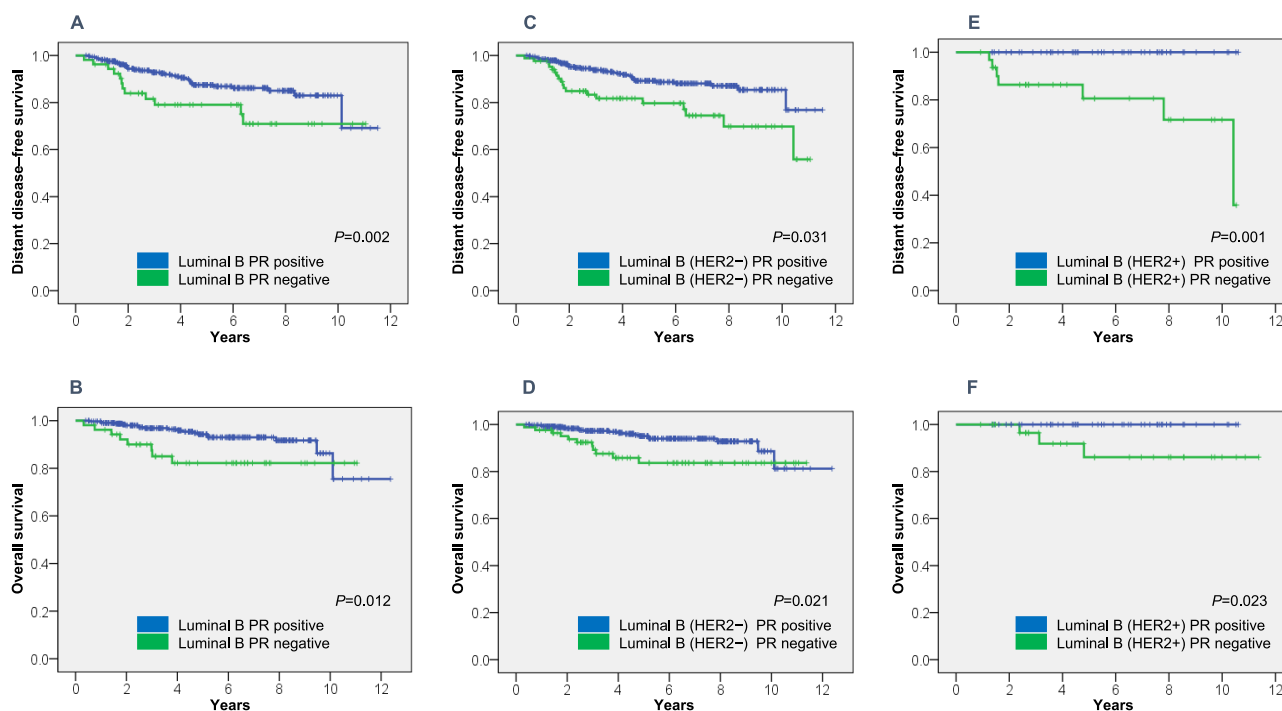 A
Distant disease–free survival
1.0
0.8
0.6
0.4
0.2
0.0
P=0.002
Luminal B PR positive
Luminal B PR negative
0 2 4 6 8 10 12
Years
C
Distant disease–free survival
1.0
0.8
0.6
0.4
0.2
0.0
P=0.031
Luminal B (HER2−) PR positive
Luminal B (HER2−) PR negative
0 2 4 6 8 10 12
Years
E
Distant disease–free survival
1.0
0.8
0.6
0.4
0.2
0.0
P=0.001
Luminal B (HER2+) PR positive
Luminal B (HER2+) PR negative
0 2 4 6 8 10 12
Years
B
Overall survival
1.0
0.8
0.6
0.4
0.2
0.0
P=0.012
Luminal B PR positive
Luminal B PR negative
0 2 4 6 8 10 12
Years
D
Overall survival
1.0
0.8
0.6
0.4
0.2
0.0
P=0.021
Luminal B (HER2−) PR positive
Luminal B (HER2−) PR negative
0 2 4 6 8 10 12
Years
F
Overall survival
1.0
0.8
0.6
0.4
0.2
0.0
P=0.023
Luminal B (HER2+) PR positive
Luminal B (HER2+) PR negative
0 2 4 6 8 10 12
Years